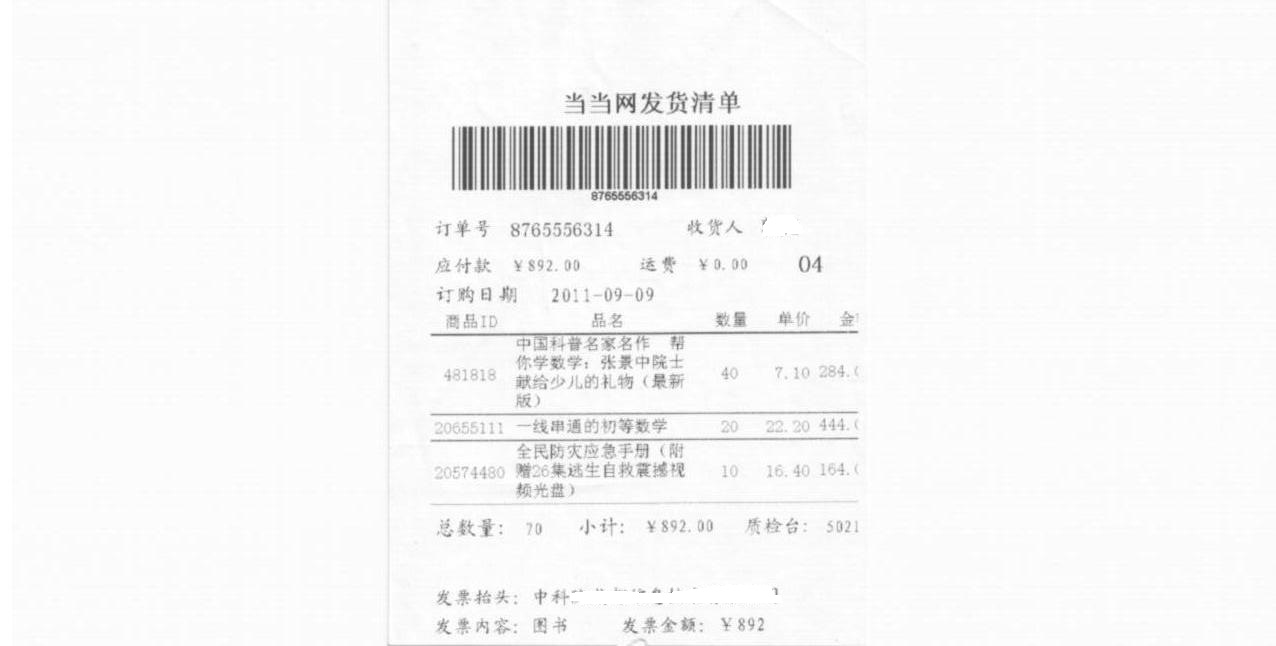 当当网发货清单
8765556314
订单号 8765556314 收货人
应付款 ￥892.00 运费 ￥0.00 04
订购日期 2011-09-09
商品ID 品名 数量 单价 金
中国科普名家名作 帮
你学数学：张景中院士
481818 献给少儿的礼物（最新 40 7.10 284.
版）
20655111 一线串通的初等数学 20 22.20 444.
全民防灾应急手册（附
20574480 赠26集逃生自救震撼视 10 16.40 164.
频光盘）
总数量： 70 小计： ￥892.00 质检台： 5021
发票抬头：中科
发票内容：图书 发票金额：￥892